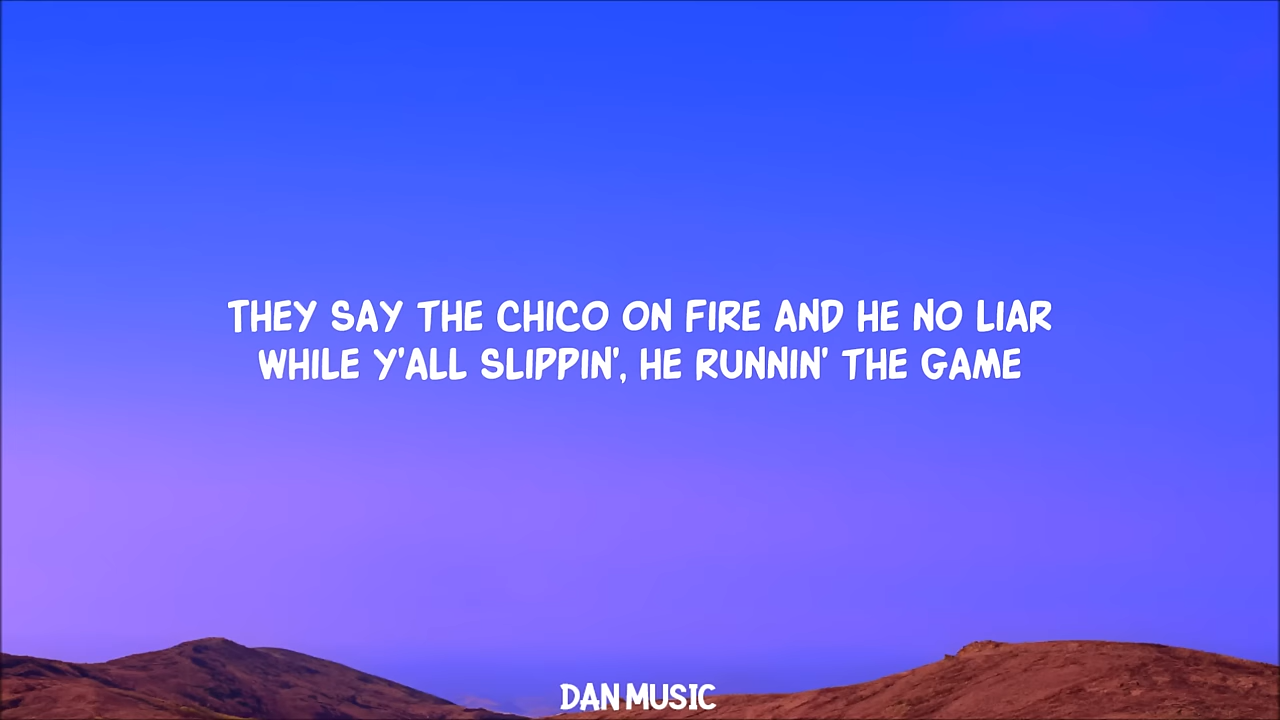 THEY SAY THE CHICO ON FIRE AND HE NO LIAR
WHILE Y'ALL SLIPPIN', HE RUNNIN' THE GAME
DAN MUSIC